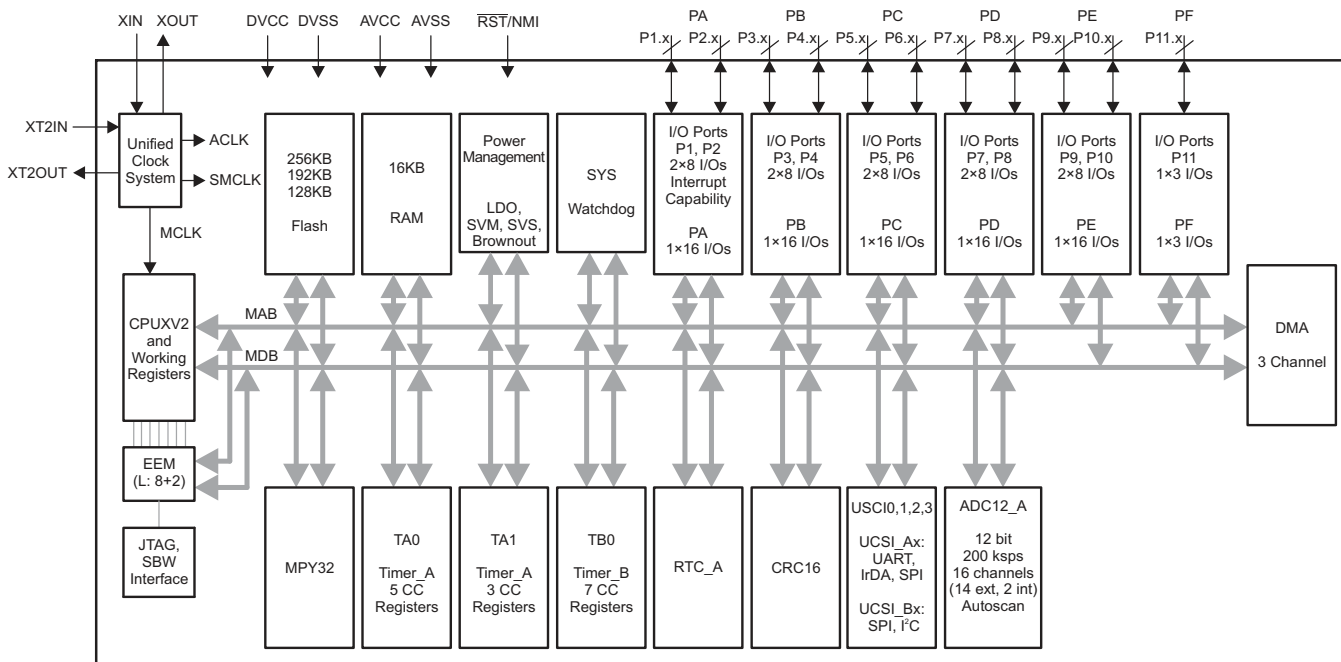 XIN XOUT DVCC DVSS AVCC AVSS RST/NMI PA PB PC PD PE PF
P1.x P2.x P3.x P4.x P5.x P6.x P7.x P8.x P9.x P10.x P11.x
XT2IN
XT2OUT
Unified
Clock
System
ACLK
SMCLK
MCLK
256KB
192KB
128KB
Flash
16KB
RAM
Power
Management
LDO,
SVM, SVS,
Brownout
SYS
Watchdog
I/O Ports
P1, P2
2×8 I/Os
Interrupt
Capability
PA
1×16 I/Os
I/O Ports
P3, P4
2×8 I/Os
PB
1×16 I/Os
I/O Ports
P5, P6
2×8 I/Os
PC
1×16 I/Os
I/O Ports
P7, P8
2×8 I/Os
PD
1×16 I/Os
I/O Ports
P9, P10
2×8 I/Os
PE
1×16 I/Os
I/O Ports
P11
1×3 I/Os
PF
1×3 I/Os
CPUXV2
and
Working
Registers
MAB
MDB
DMA
3 Channel
EEM
(L: 8+2)
JTAG,
SBW
Interface
MPY32
TA0
Timer_A
5 CC
Registers
TA1
Timer_A
3 CC
Registers
TB0
Timer_B
7 CC
Registers
RTC_A
CRC16
USCI0,1,2,3
UCSI_Ax:
UART,
IrDA, SPI
UCSI_Bx:
SPI, I²C
ADC12_A
12 bit
200 ksps
16 channels
(14 ext, 2 int)
Autoscan